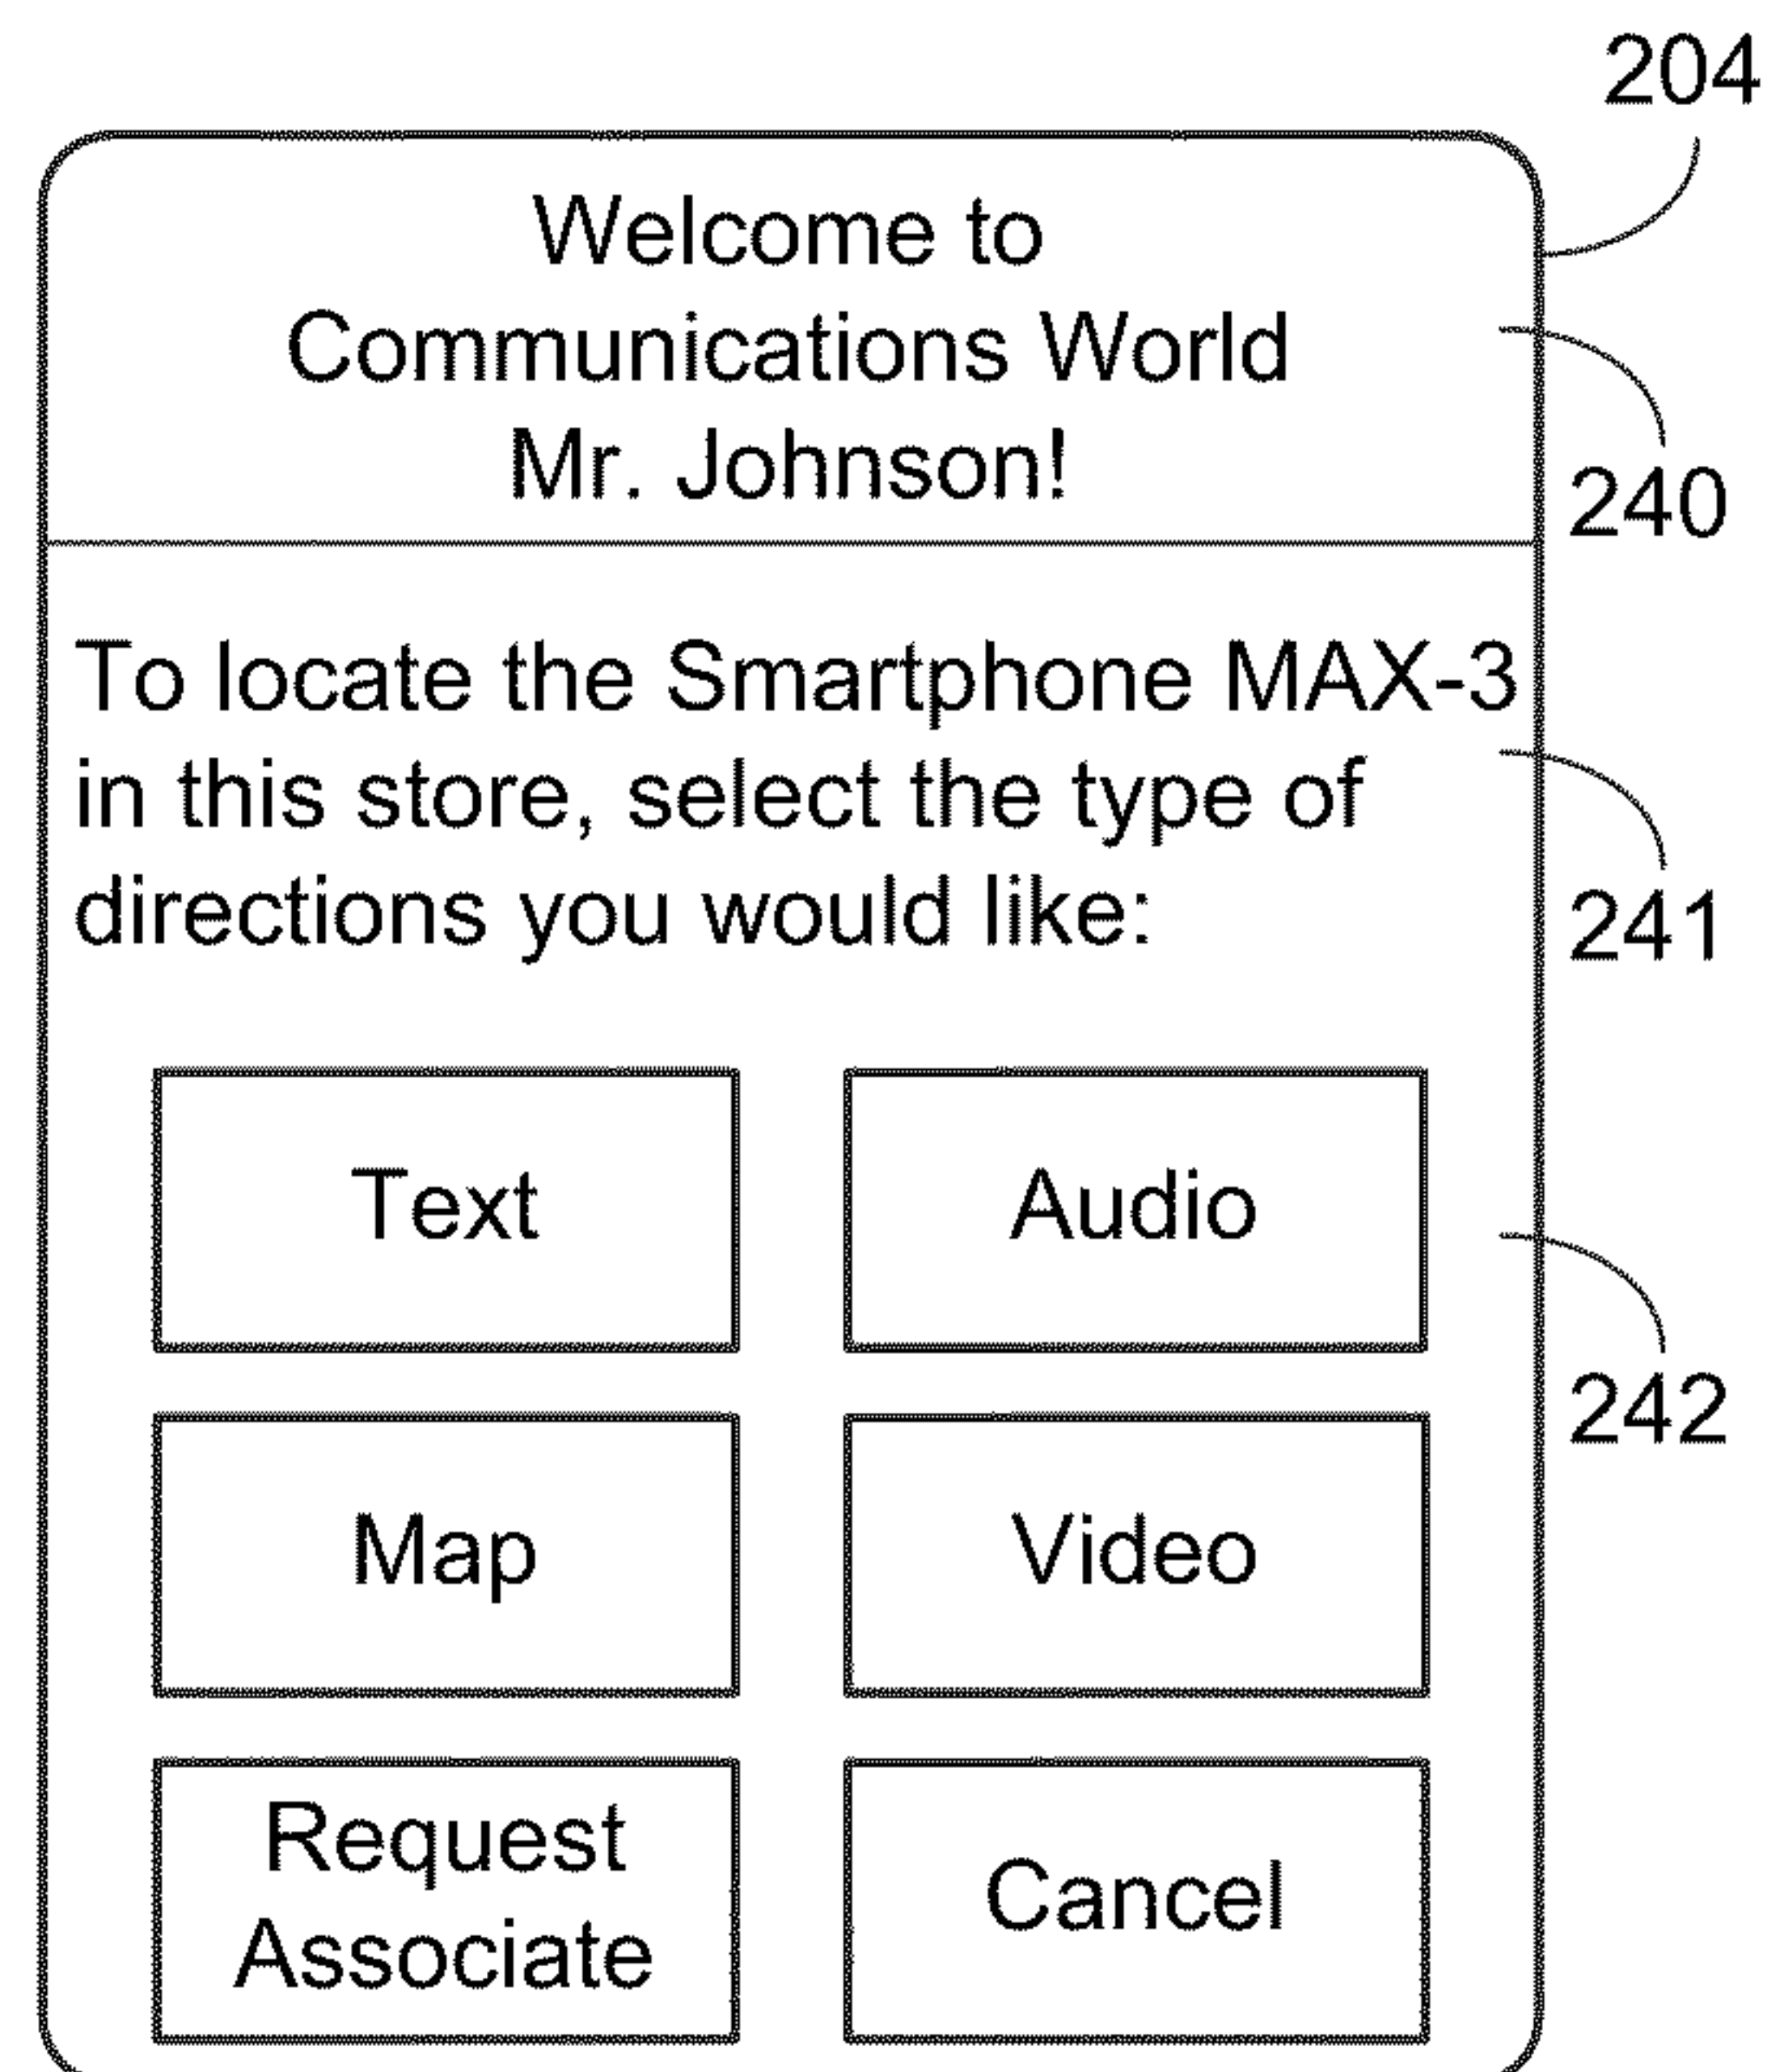 204
Welcome to
Communications World
Mr. Johnson!
240
To locate the Smartphone MAX-3
in this store, select the type of
directions you would like:
241
Text
Audio
242
Map
Video
Request
Associate
Cancel